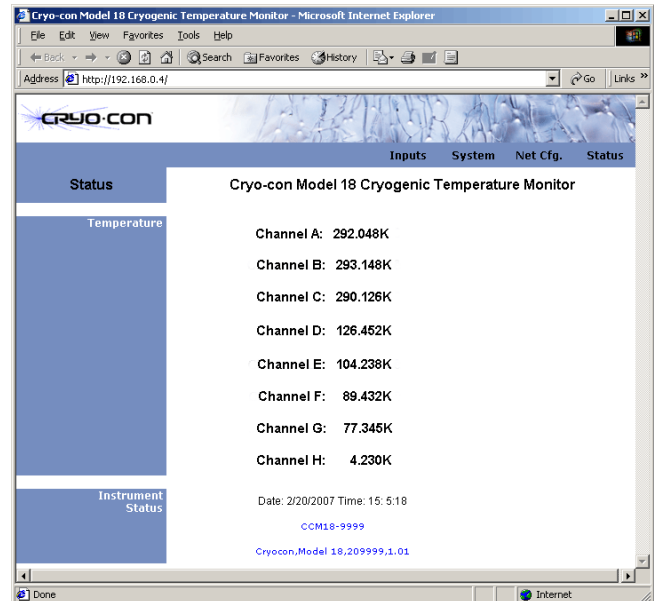 Cryo-con Model 18 Cryogenic Temperature Monitor - Microsoft Internet Explorer
File Edit View Favorites Tools Help
Back Search Favorites History
Address http://192.168.0.4/ Go Links »
CRYO·CON
Inputs System Net Cfg. Status
Status
Cryo-con Model 18 Cryogenic Temperature Monitor
Temperature
Channel A: 292.048K
Channel B: 293.148K
Channel C: 290.126K
Channel D: 126.452K
Channel E: 104.238K
Channel F: 89.432K
Channel G: 77.345K
Channel H: 4.230K
Instrument
Status
Date: 2/20/2007 Time: 15: 5:18
CCM18-9999
Cryocon,Model 18,209999,1.01
Done Internet